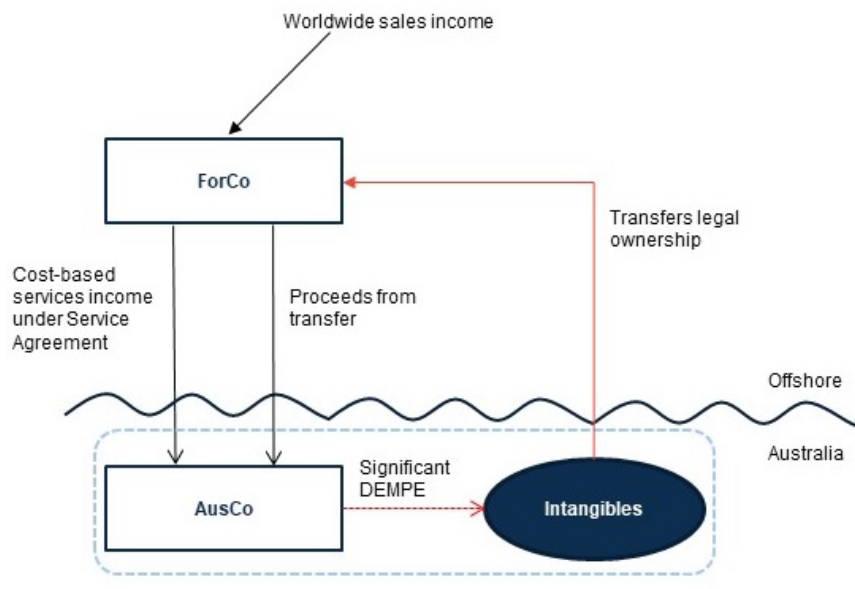 Worldwide sales income
ForCo
Transfers legal
ownership
Cost-based
services income
under Service
Agreement
Proceeds from
transfer
Offshore
Australia
Significant
DEMPE
AusCo
Intangibles